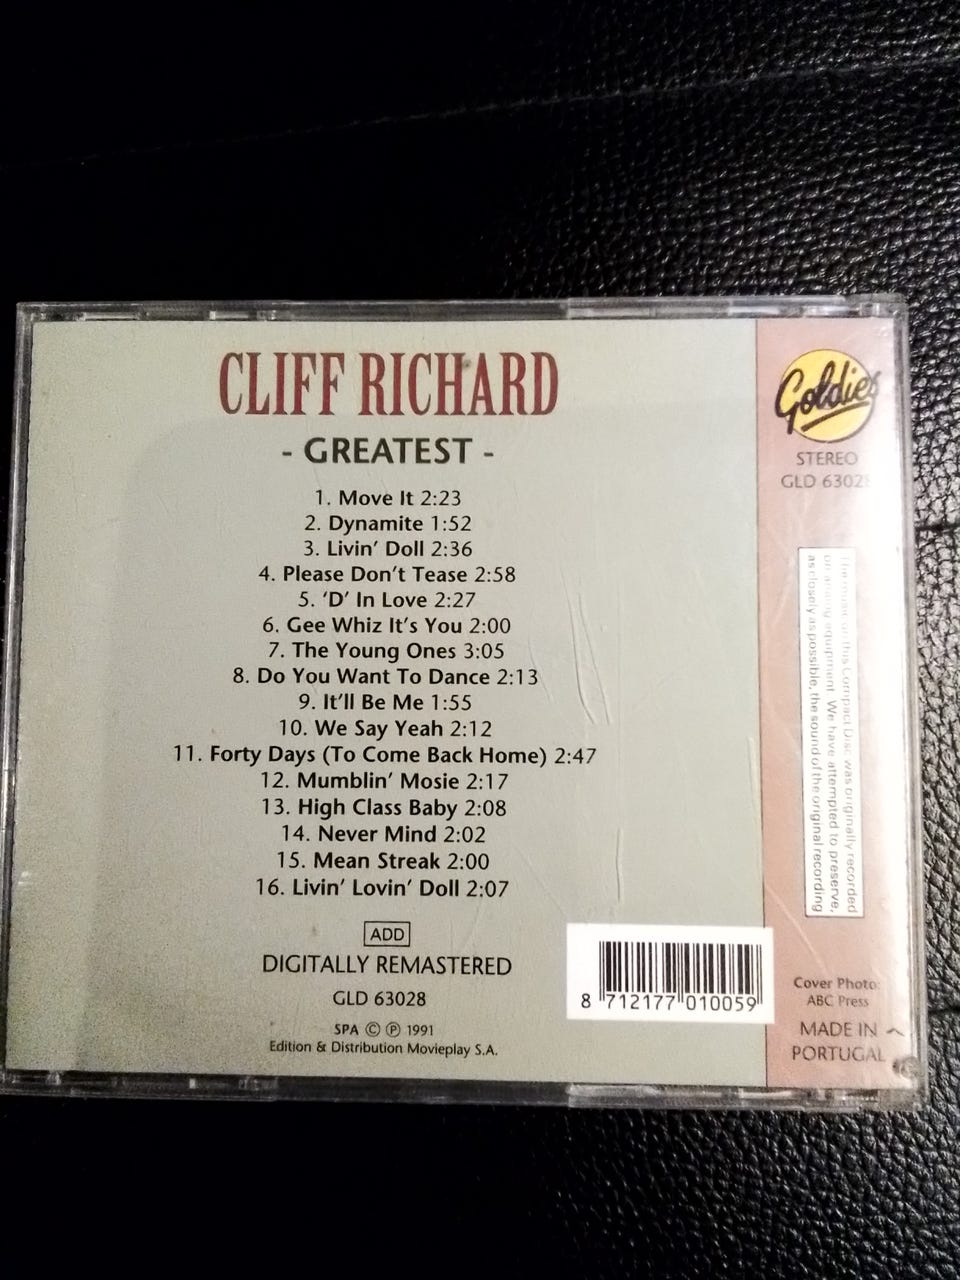 CLIFF RICHARD
- GREATEST -
1. Move It 2:23
2. Dynamite 1:52
3. Livin' Doll 2:36
4. Please Don't Tease 2:58
5. 'D' In Love 2:27
6. Gee Whiz It's You 2:00
7. The Young Ones 3:05
8. Do You Want To Dance 2:13
9. It'll Be Me 1:55
10. We Say Yeah 2:12
11. Forty Days (To Come Back Home) 2:47
12. Mumblin' Mosie 2:17
13. High Class Baby 2:08
14. Never Mind 2:02
15. Mean Streak 2:00
16. Livin' Lovin' Doll 2:07
ADD
DIGITALLY REMASTERED
GLD 63028
SPA © ℗ 1991
Edition & Distribution Movieplay S.A.
8 712177 010059
Goldies
STEREO
GLD 63028
The music on this Compact Disc was originally recorded
on analog equipment. We have attempted to preserve,
as closely as possible, the sound of the original recording
Cover Photo:
ABC Press
MADE IN
PORTUGAL